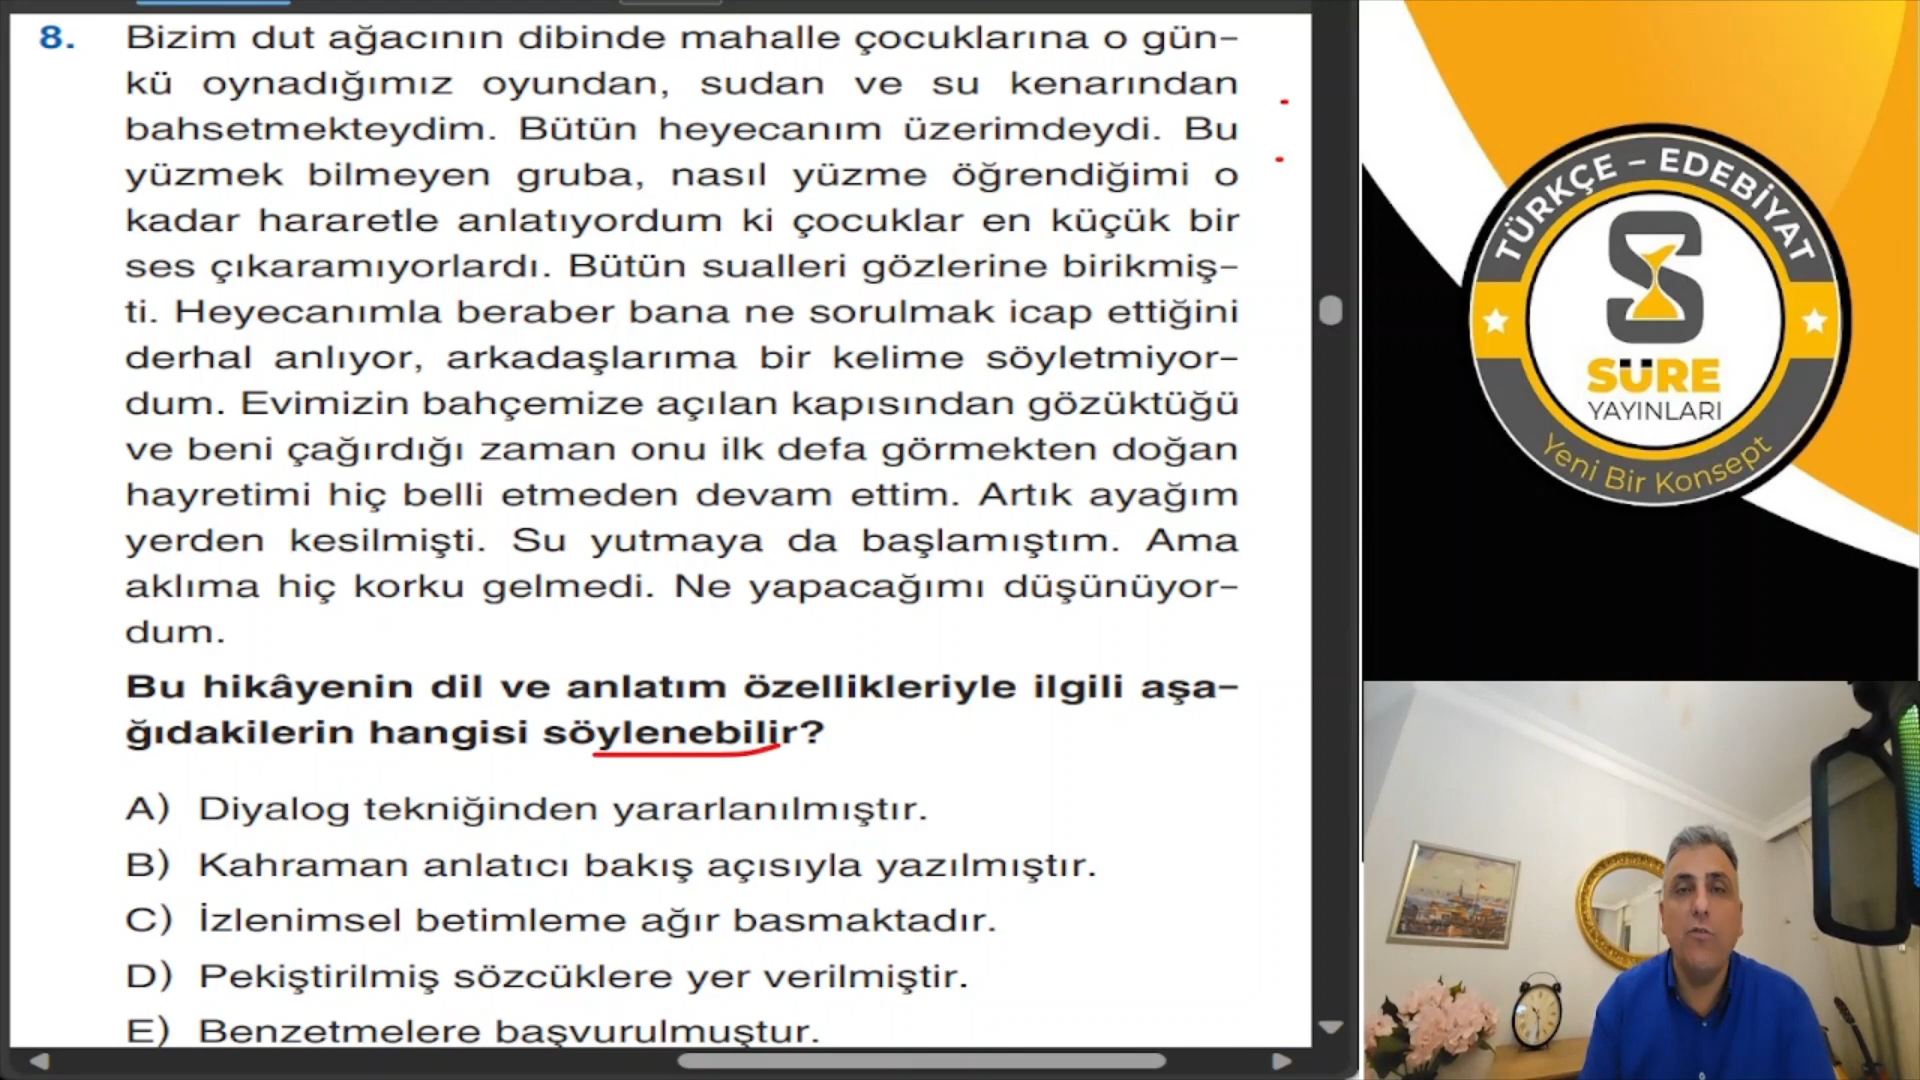 8. Bizim dut ağacının dibinde mahalle çocuklarına o gün-
kü oynadığımız oyundan, sudan ve su kenarından
bahsetmekteydim. Bütün heyecanım üzerimdeydi. Bu
yüzmek bilmeyen gruba, nasıl yüzme öğrendiğimi o
kadar hararetle anlatıyordum ki çocuklar en küçük bir
ses çıkaramıyorlardı. Bütün sualleri gözlerine birikmiş-
ti. Heyecanımla beraber bana ne sorulmak icap ettiğini
derhal anlıyor, arkadaşlarıma bir kelime söyletmiyor-
dum. Evimizin bahçemize açılan kapısından gözüktüğü
ve beni çağırdığı zaman onu ilk defa görmekten doğan
hayretimi hiç belli etmeden devam ettim. Artık ayağım
yerden kesilmişti. Su yutmaya da başlamıştım. Ama
aklıma hiç korku gelmedi. Ne yapacağımı düşünüyor-
dum.
Bu hikâyenin dil ve anlatım özellikleriyle ilgili aşa-
ğıdakilerin hangisi söylenebilir?
A) Diyalog tekniğinden yararlanılmıştır.
B) Kahraman anlatıcı bakış açısıyla yazılmıştır.
C) İzlenimsel betimleme ağır basmaktadır.
D) Pekiştirilmiş sözcüklere yer verilmiştir.
E) Benzetmelere başvurulmuştur.
TÜRKÇE – EDEBİYAT
SÜRE
YAYINLARI
Yeni Bir Konsept